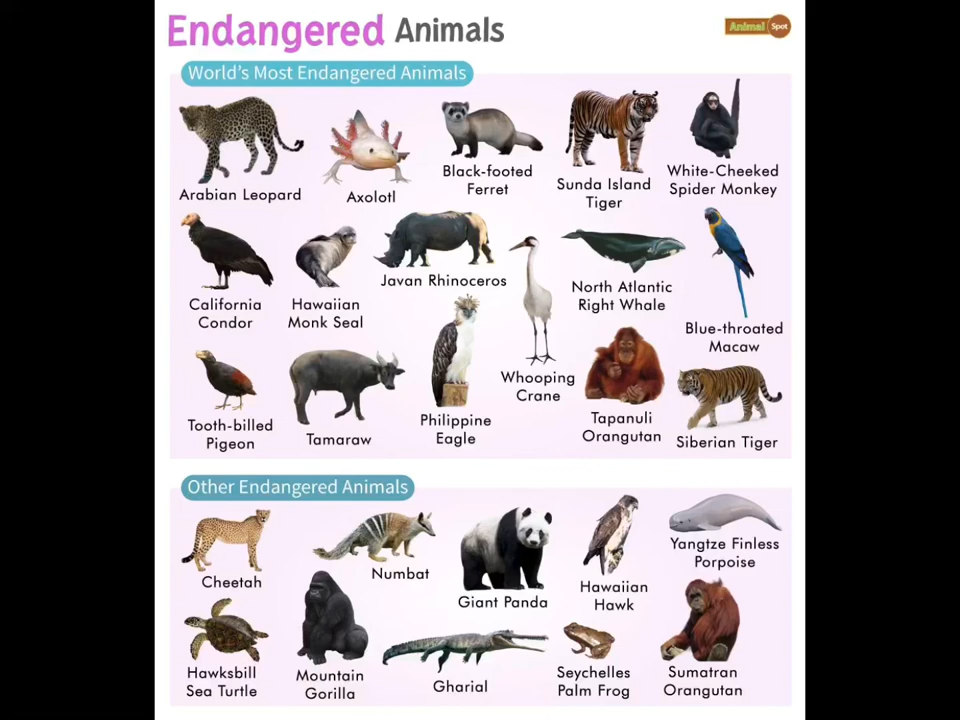 Endangered Animals
Animal Spot
World's Most Endangered Animals
Arabian Leopard
Axolotl
Black-footed
Ferret
Sunda Island
Tiger
White-Cheeked
Spider Monkey
California
Condor
Hawaiian
Monk Seal
Javan Rhinoceros
Whooping
Crane
North Atlantic
Right Whale
Blue-throated
Macaw
Tooth-billed
Pigeon
Tamaraw
Philippine
Eagle
Tapanuli
Orangutan
Siberian Tiger
Other Endangered Animals
Cheetah
Numbat
Giant Panda
Hawaiian
Hawk
Yangtze Finless
Porpoise
Hawksbill
Sea Turtle
Mountain
Gorilla
Gharial
Seychelles
Palm Frog
Sumatran
Orangutan